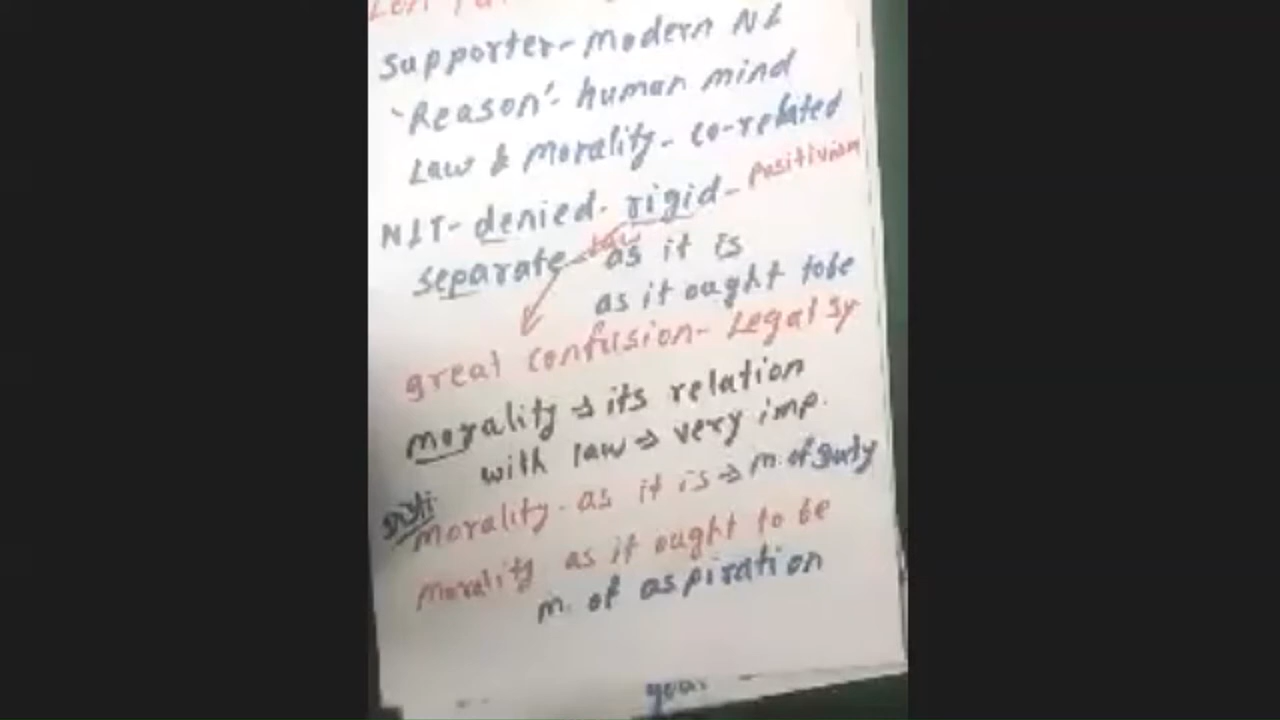 Supporter- Modern NL
'Reason'- human mind
Law & Morality- co-related
NLT- denied- rigid- Positivism
separate- law as it is
as it ought tobe
great confusion- Legal Sy
morality → its relation
with law → very imp.
morality- as it is → m. of Duty
morality as it ought to be
m. of aspiration